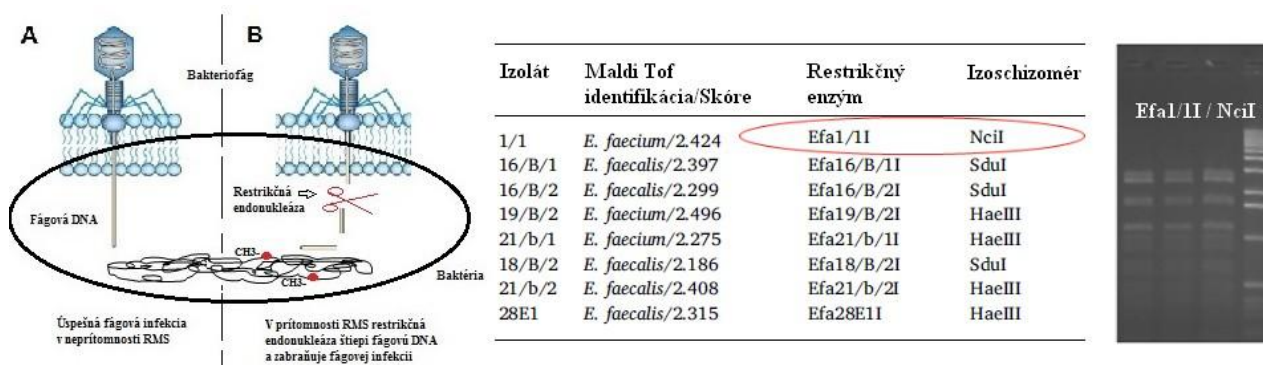 A
B
Bakteriofág
Restrikčná
endonukleáza
Fágová DNA
CH3-
CH3-
Baktéria
Úspešná fágová infekcia
v neprítomnosti RMS
V prítomnosti RMS restrikčná
endonukleáza štiepi fágovú DNA
a zabraňuje fágovej infekcii
Izolát Maldi Tof identifikácia/Skóre Restrikčný enzým Izoschizomér
1/1 E. faecium/2.424 Efa1/1I NciI
16/B/1 E. faecalis/2.397 Efa16/B/1I SduI
16/B/2 E. faecalis/2.299 Efa16/B/2I SduI
19/B/2 E. faecium/2.496 Efa19/B/2I HaeIII
21/b/1 E. faecium/2.275 Efa21/b/1I HaeIII
18/B/2 E. faecalis/2.186 Efa18/B/2I SduI
21/b/2 E. faecalis/2.408 Efa21/b/2I HaeIII
28E1 E. faecalis/2.315 Efa28E1I HaeIII
Efa1/1I / NciI